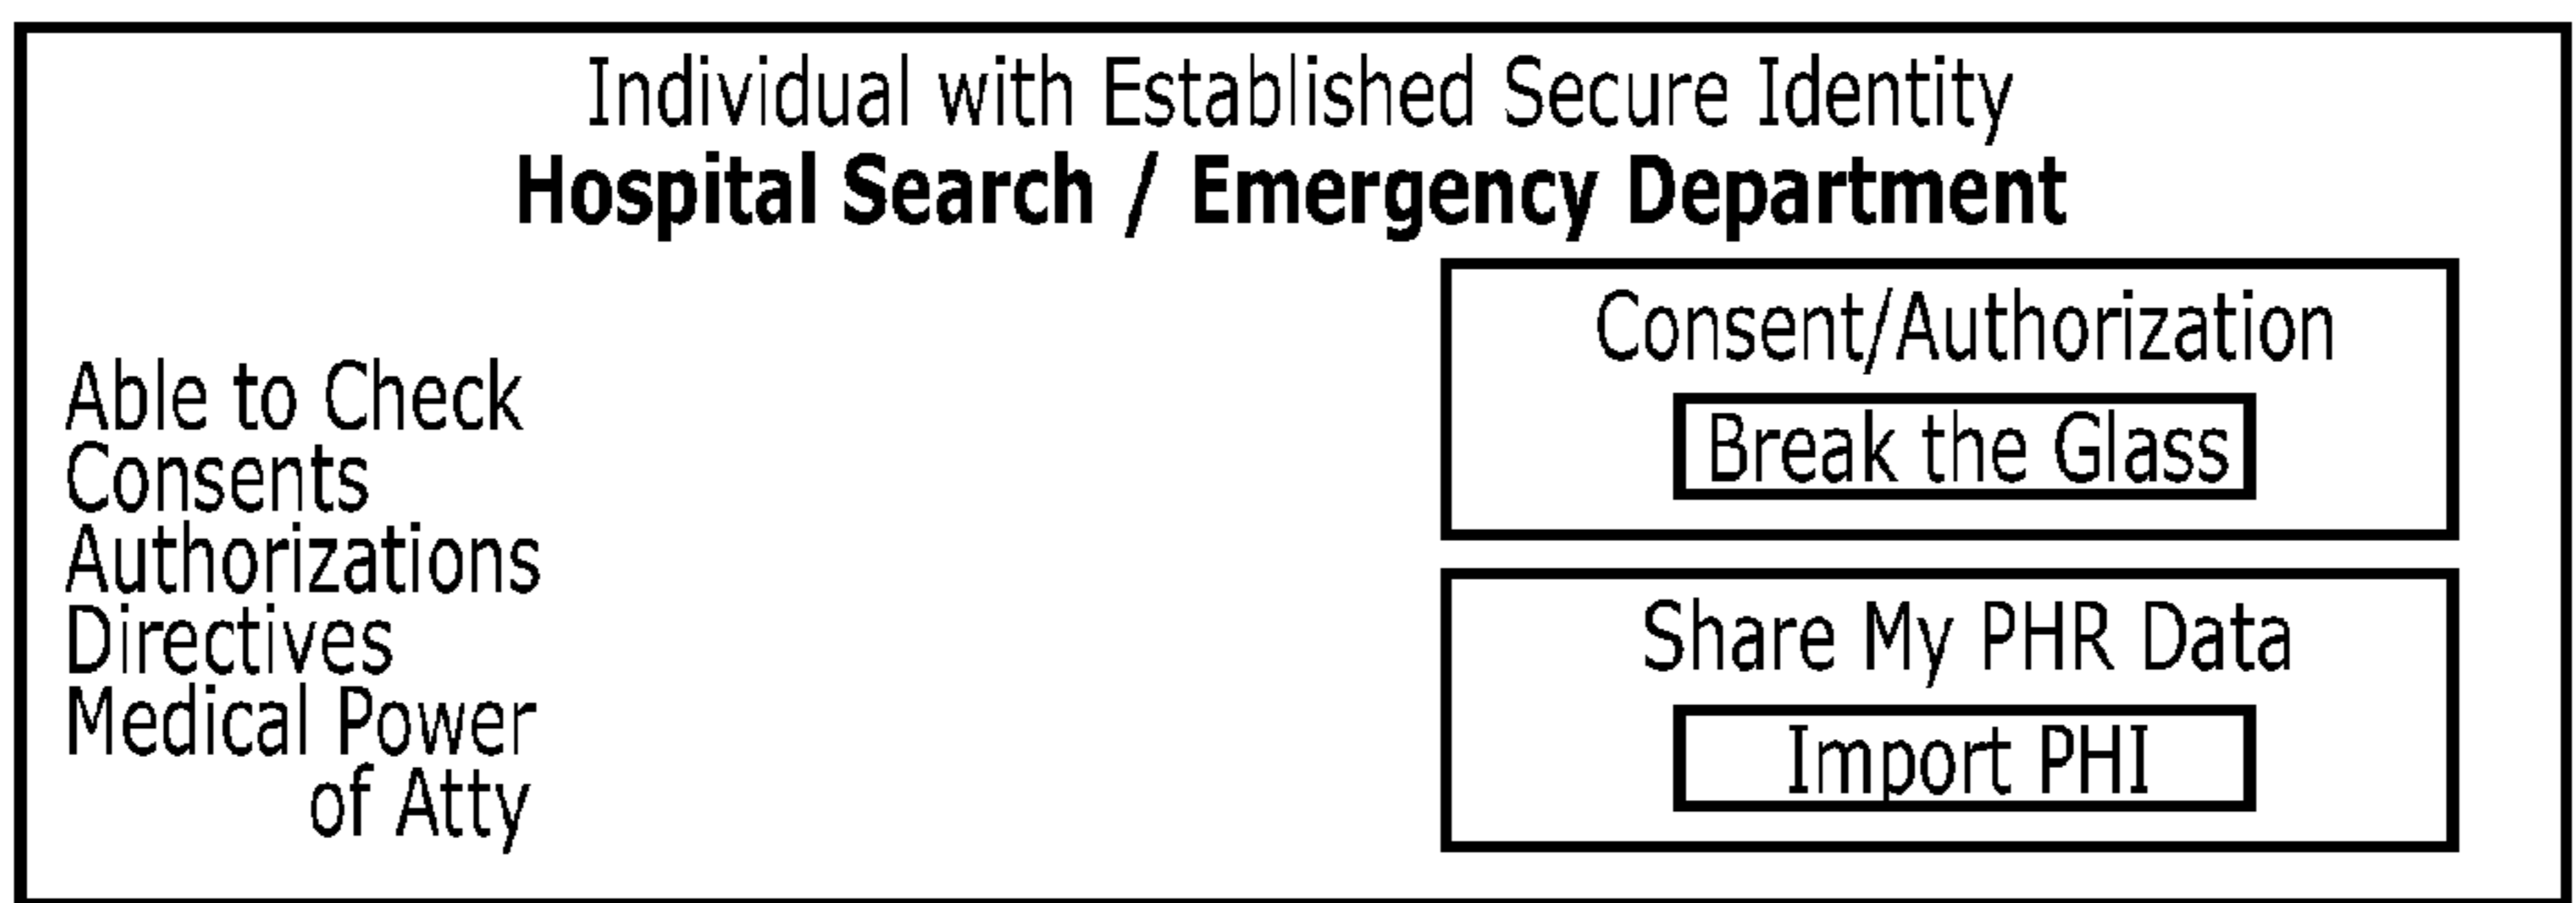 Individual with Established Secure Identity
Hospital Search / Emergency Department
Able to Check
Consents
Authorizations
Directives
Medical Power
of Atty
Consent/Authorization
Break the Glass
Share My PHR Data
Import PHI